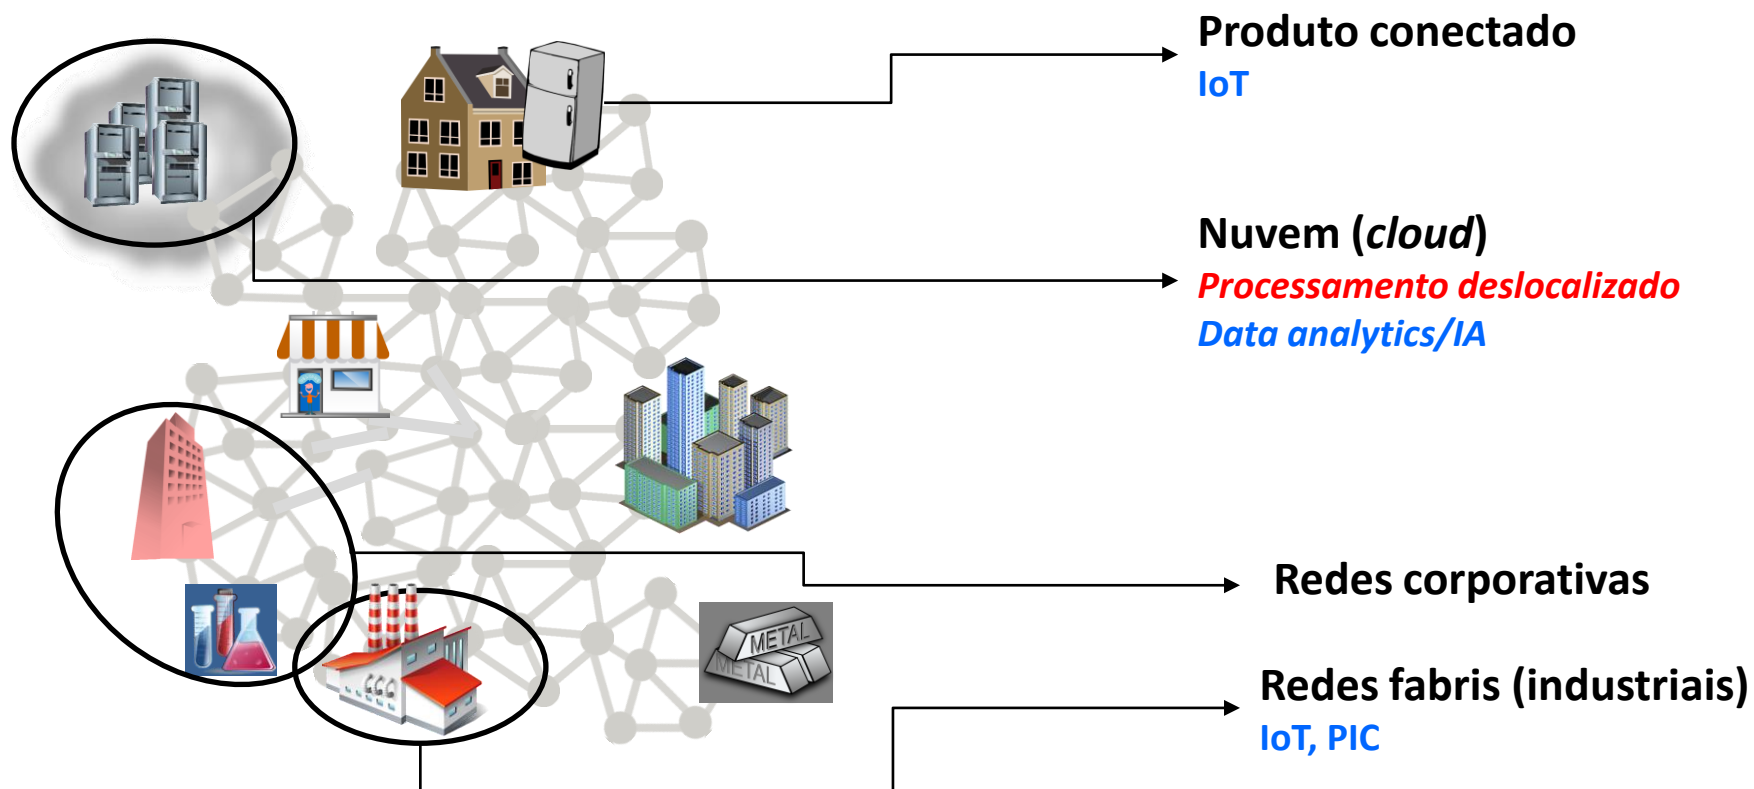 Produto conectado
IoT
Nuvem (cloud)
Processamento deslocalizado
Data analytics/IA
Redes corporativas
METAL
METAL
Redes fabris (industriais)
IoT, PIC